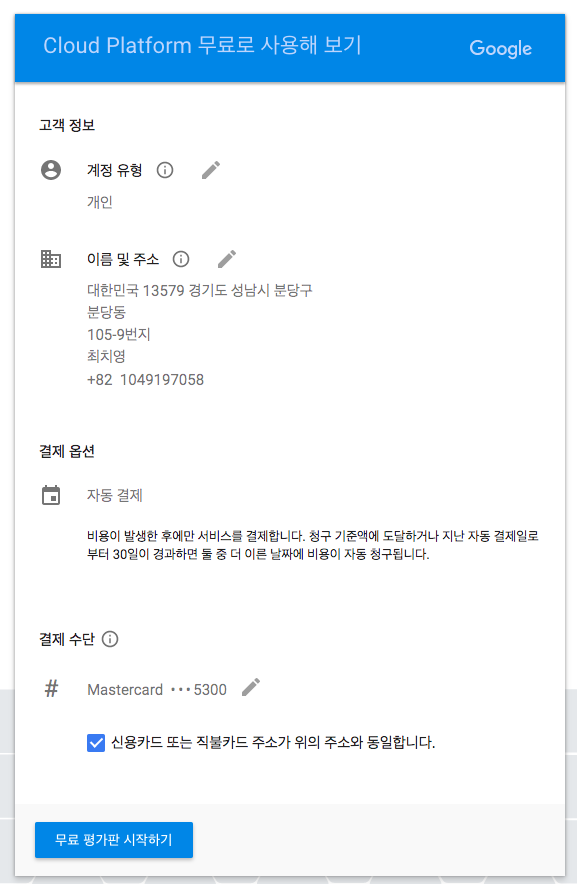 Cloud Platform 무료로 사용해 보기
Google
고객 정보
계정 유형
개인
이름 및 주소
대한민국 13579 경기도 성남시 분당구
분당동
105-9번지
최치영
+82 1049197058
결제 옵션
자동 결제
비용이 발생한 후에만 서비스를 결제합니다. 청구 기준액에 도달하거나 지난 자동 결제일로
부터 30일이 경과하면 둘 중 더 이른 날짜에 비용이 자동 청구됩니다.
결제 수단
# Mastercard •••5300
신용카드 또는 직불카드 주소가 위의 주소와 동일합니다.
무료 평가판 시작하기